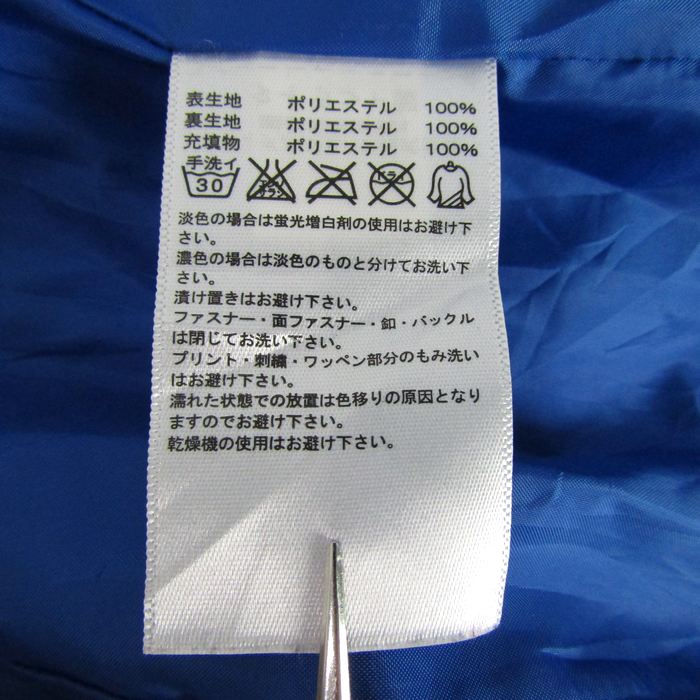 表生地 ポリエステル 100%
裏生地 ポリエステル 100%
充填物 ポリエステル 100%
手洗イ
30 エンソサラシ ドライ
淡色の場合は蛍光増白剤の使用はお避け下
さい。
濃色の場合は淡色のものと分けてお洗い下
さい。
漬け置きはお避け下さい。
ファスナー・面ファスナー・釦・バックル
は閉じてお洗い下さい。
プリント・刺繍・ワッペン部分のもみ洗い
はお避け下さい。
濡れた状態での放置は色移りの原因となり
ますのでお避け下さい。
乾燥機の使用はお避け下さい。